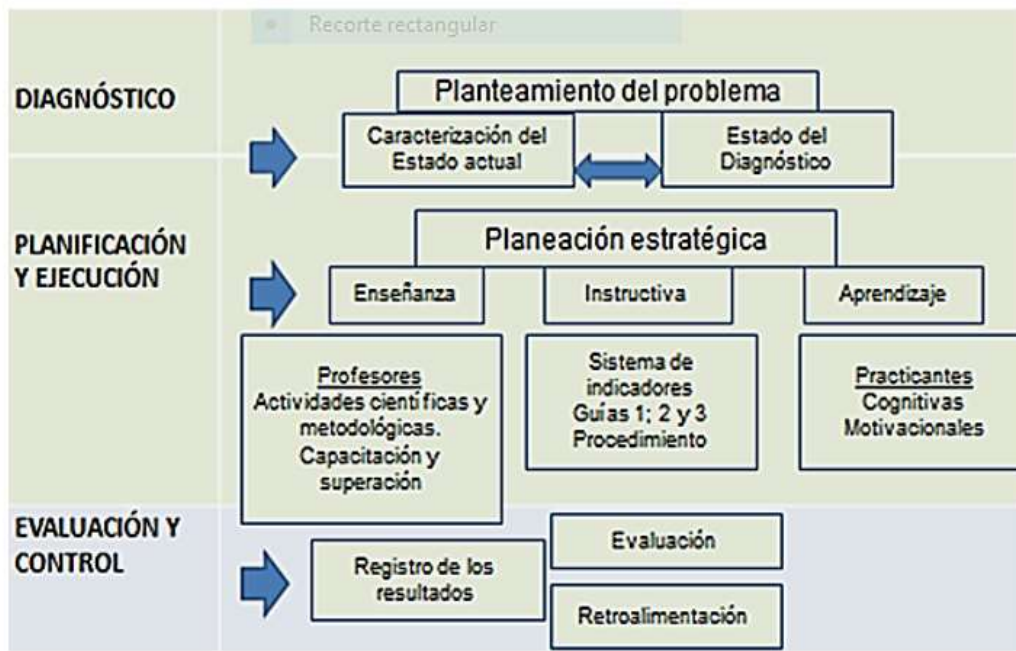 • Recorte rectangular
DIAGNÓSTICO
Planteamiento del problema
Caracterización del
Estado actual
Estado del
Diagnóstico
PLANIFICACIÓN
Y EJECUCIÓN
Planeación estratégica
Enseñanza
Instructiva
Aprendizaje
Profesores
Actividades científicas y
metodológicas.
Capacitación y
superación
Sistema de
indicadores
Guías 1; 2 y 3
Procedimiento
Practicantes
Cognitivas
Motivacionales
EVALUACIÓN Y
CONTROL
Registro de los
resultados
Evaluación
Retroalimentación